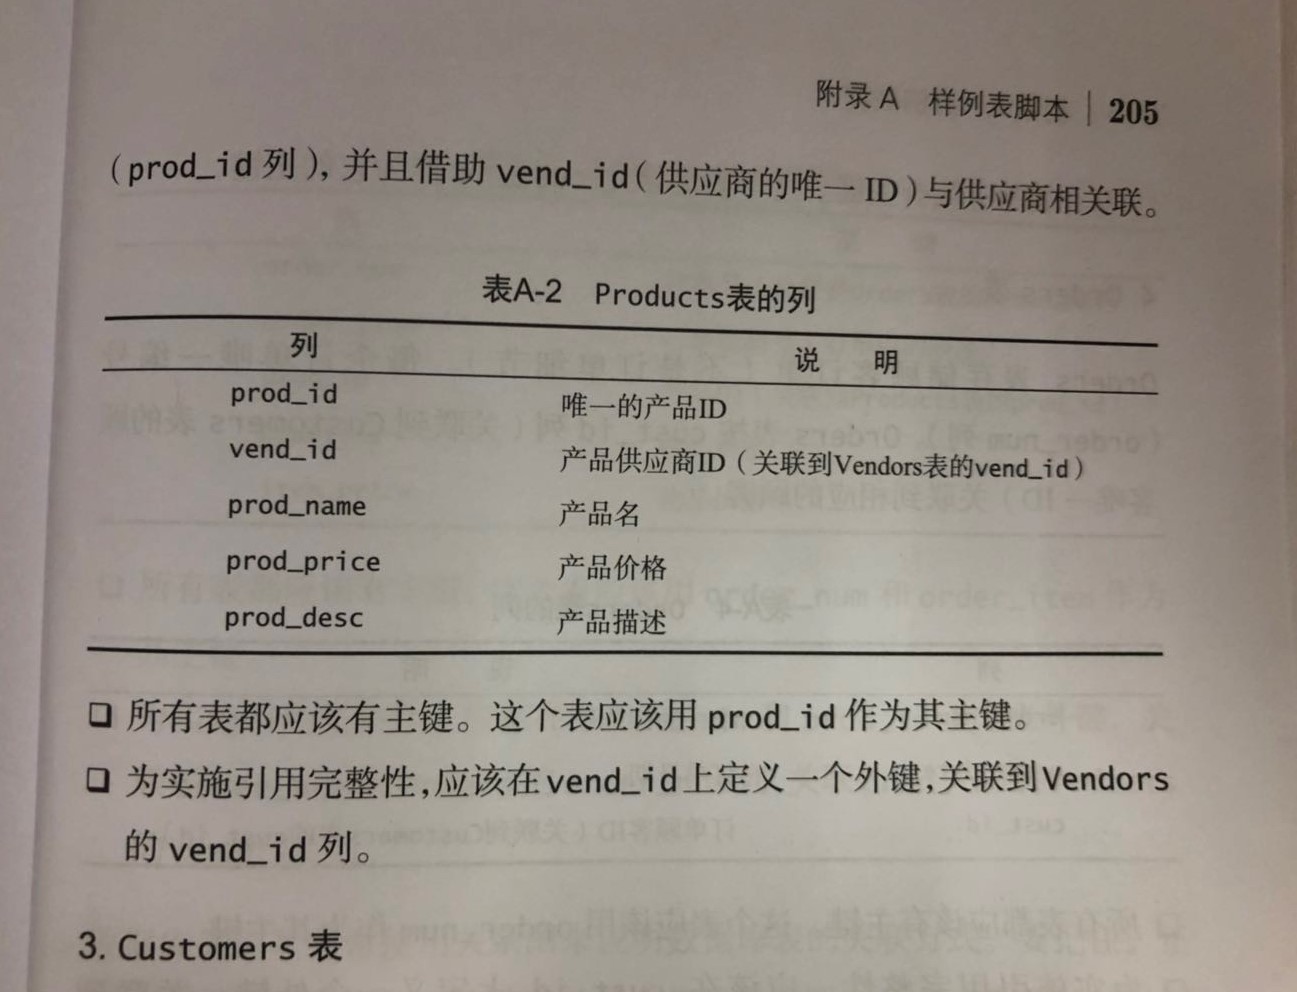 附录 A 样例表脚本 | 205
（prod_id 列），并且借助 vend_id（供应商的唯一 ID）与供应商相关联。
表A-2 Products表的列
列 说 明
prod_id 唯一的产品ID
vend_id 产品供应商ID（关联到Vendors表的vend_id）
prod_name 产品名
prod_price 产品价格
prod_desc 产品描述
❑ 所有表都应该有主键。这个表应该用 prod_id 作为其主键。
❑ 为实施引用完整性，应该在 vend_id 上定义一个外键，关联到 Vendors
的 vend_id 列。
3. Customers 表